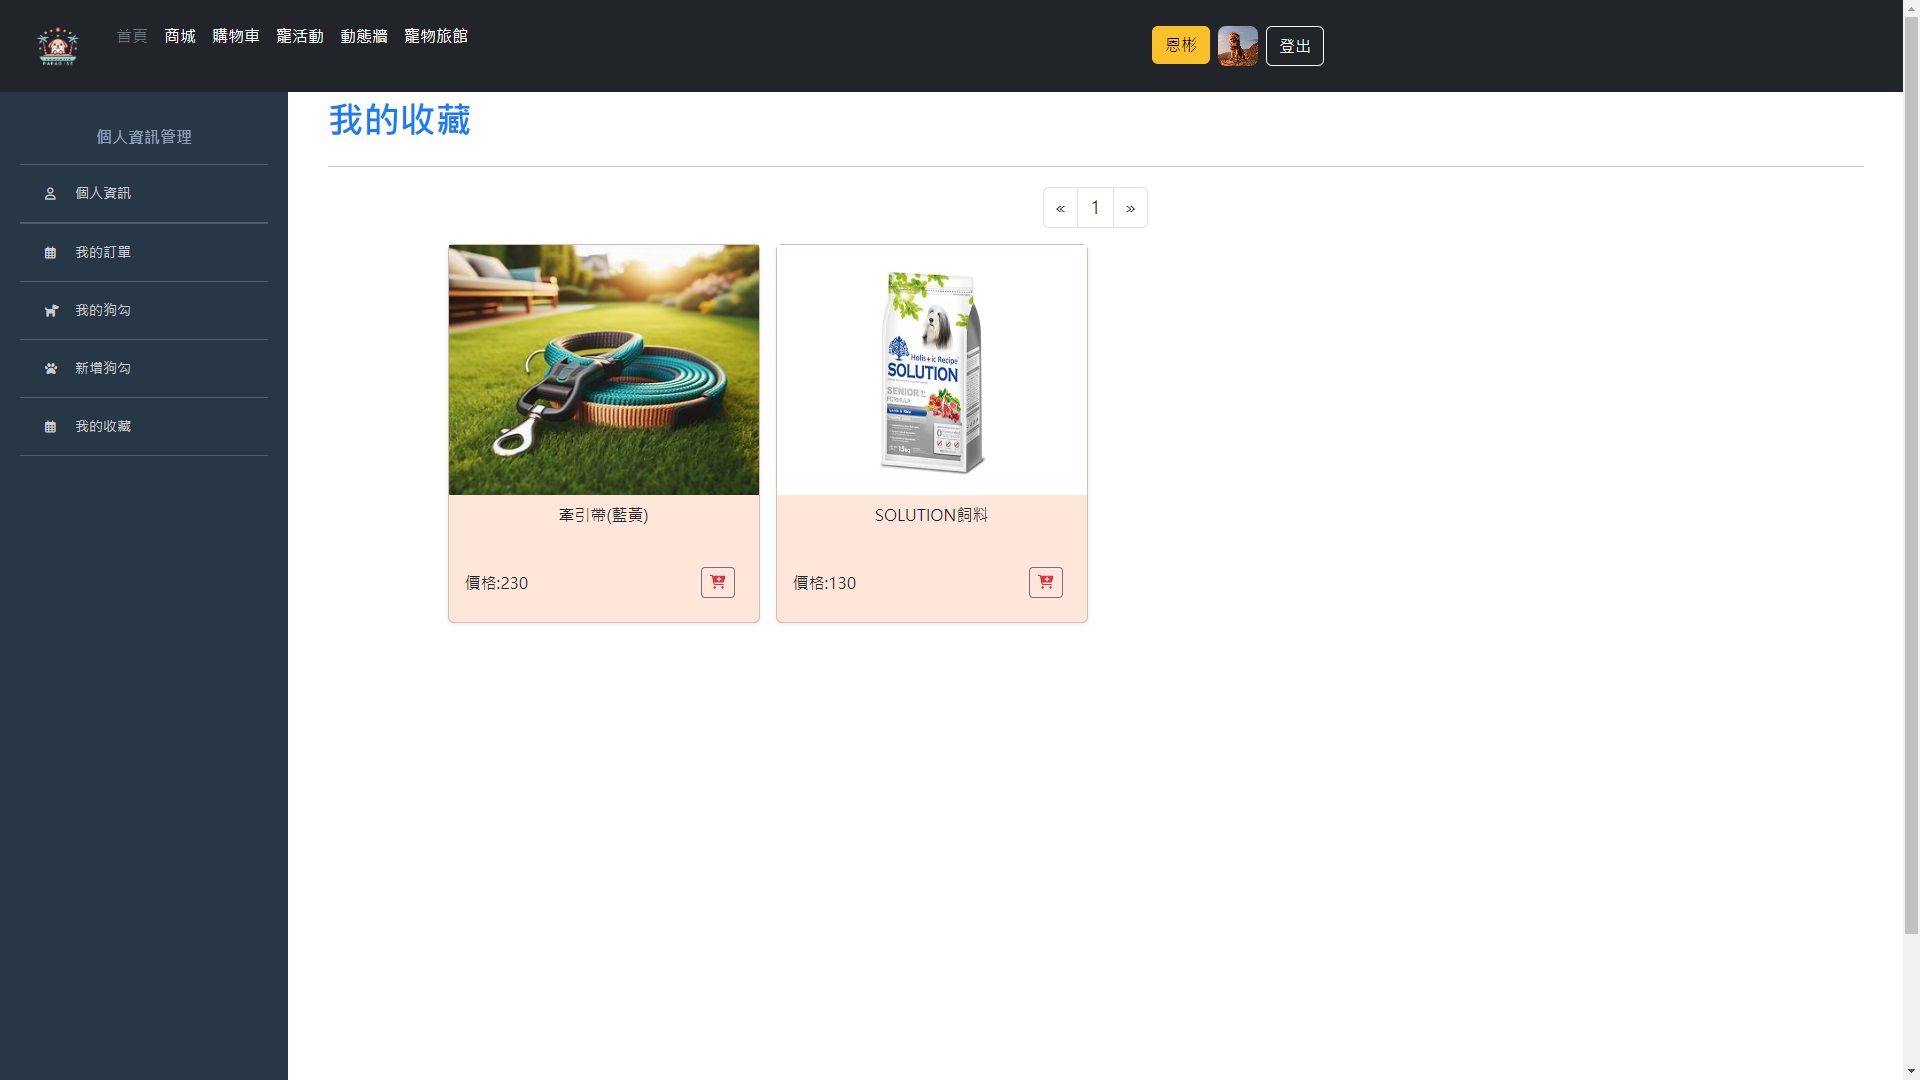 首頁 商城 購物車 寵活動 動態牆 寵物旅館
恩彬
登出
個人資訊管理
個人資訊
我的訂單
我的狗勾
新增狗勾
我的收藏
我的收藏
« 1 »
Holistic Recipe
SOLUTION
SENIOR
FORMULA
Lamb & Rice
1.5kg
牽引帶(藍黃)
價格:230
SOLUTION飼料
價格:130